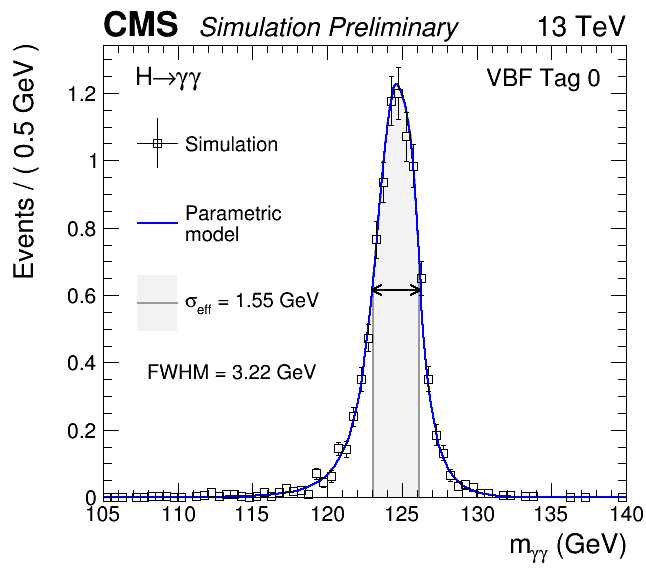 CMS Simulation Preliminary 13 TeV
H→γγ
VBF Tag 0
Simulation
Parametric
model
σeff = 1.55 GeV
FWHM = 3.22 GeV
Events / ( 0.5 GeV )
1.2
1
0.8
0.6
0.4
0.2
0
105 110 115 120 125 130 135 140
mγγ (GeV)